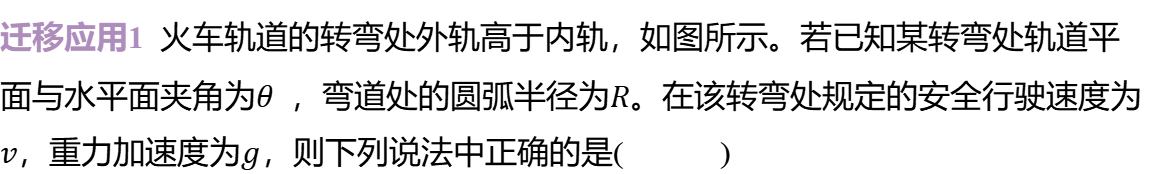 迁移应用1 火车轨道的转弯处外轨高于内轨，如图所示。若已知某转弯处轨道平
面与水平面夹角为θ ，弯道处的圆弧半径为R。在该转弯处规定的安全行驶速度为
v，重力加速度为g，则下列说法中正确的是(      )